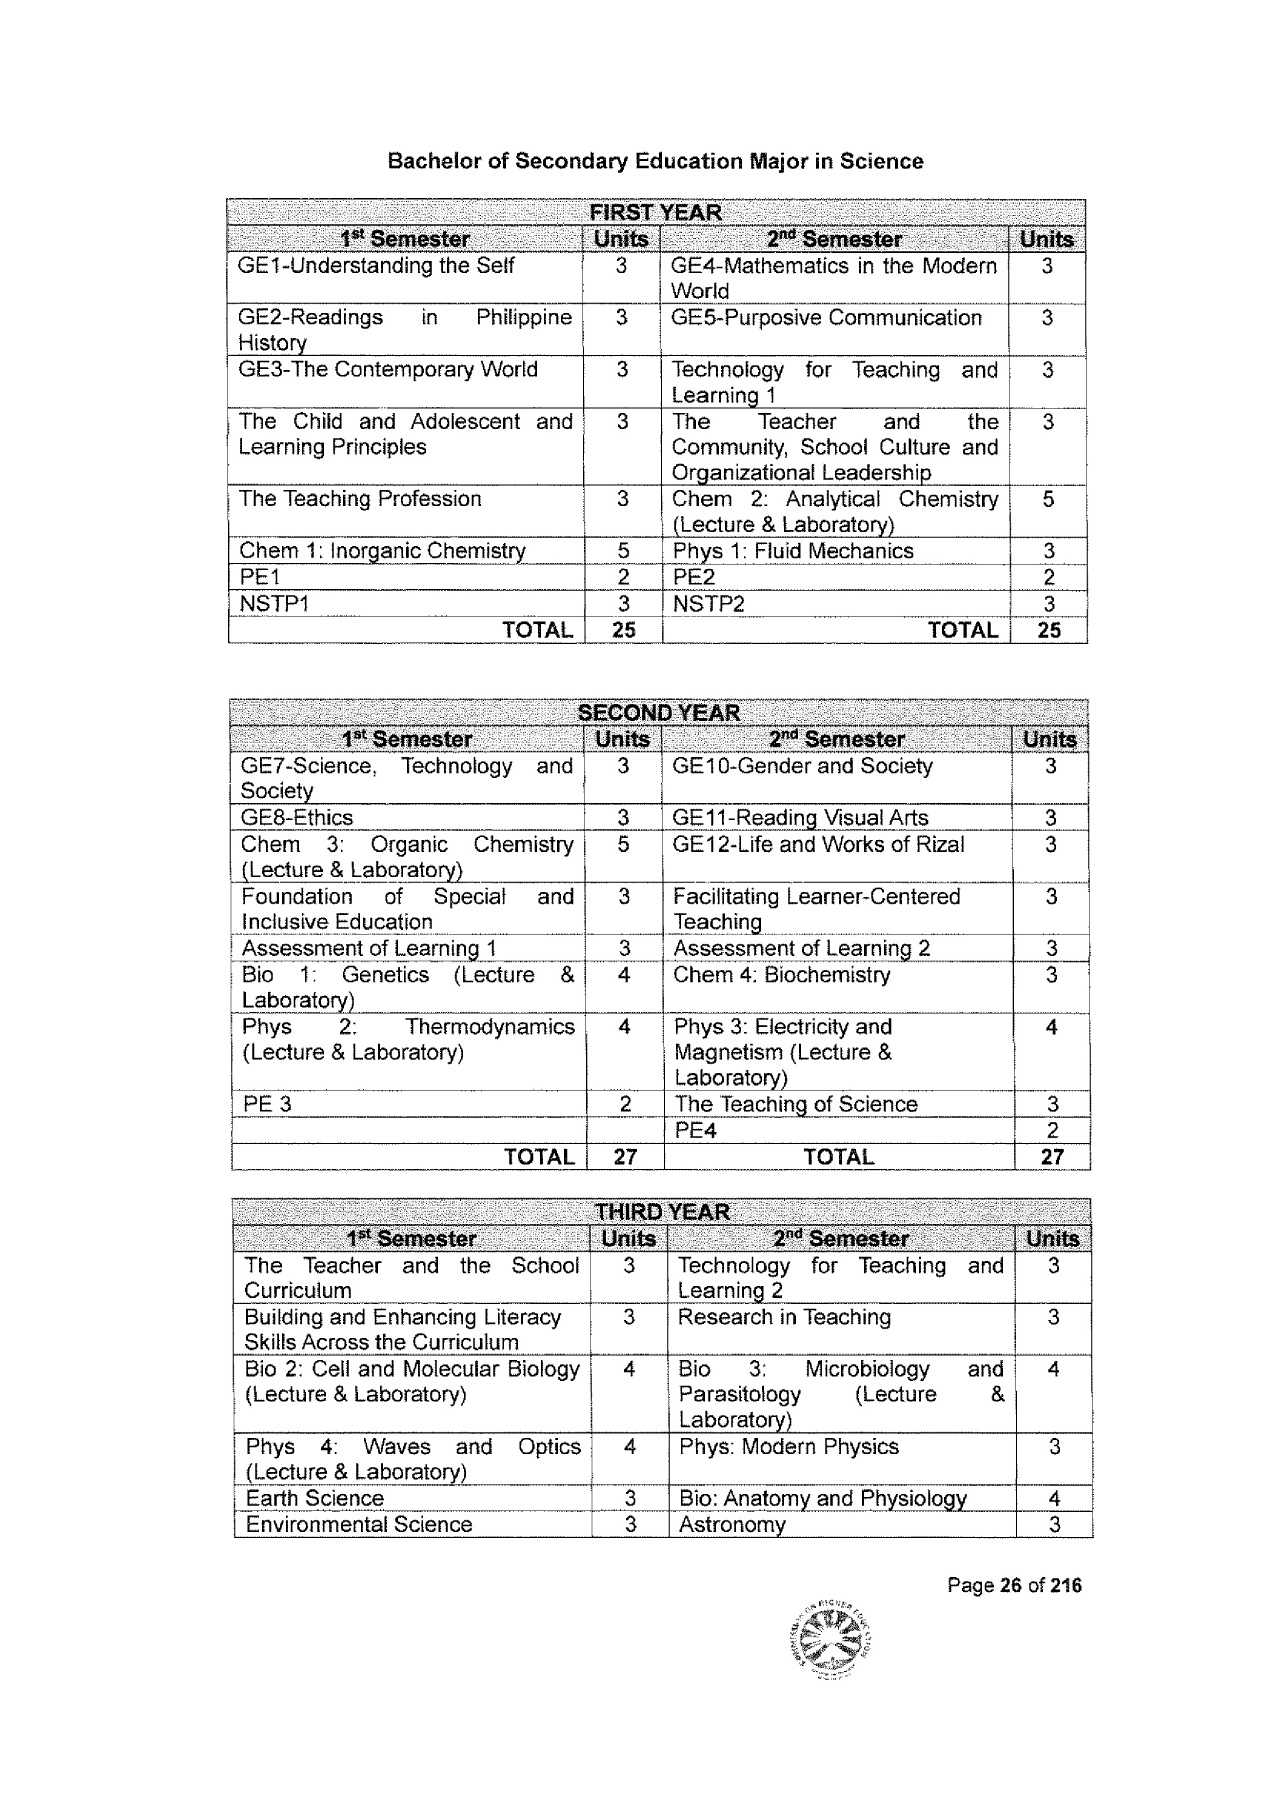 Bachelor of Secondary Education Major in Science
FIRST YEAR
1st Semester Units 2nd Semester Units
GE1-Understanding the Self 3 GE4-Mathematics in the Modern 3
World
GE2-Readings in Philippine 3 GE5-Purposive Communication 3
History
GE3-The Contemporary World 3 Technology for Teaching and 3
Learning 1
The Child and Adolescent and 3 The Teacher and the 3
Learning Principles Community, School Culture and
Organizational Leadership
The Teaching Profession 3 Chem 2: Analytical Chemistry 5
(Lecture & Laboratory)
Chem 1: Inorganic Chemistry 5 Phys 1: Fluid Mechanics 3
PE1 2 PE2 2
NSTP1 3 NSTP2 3
TOTAL 25 TOTAL 25
SECOND YEAR
1st Semester Units 2nd Semester Units
GE7-Science, Technology and 3 GE10-Gender and Society 3
Society
GE8-Ethics 3 GE11-Reading Visual Arts 3
Chem 3: Organic Chemistry 5 GE12-Life and Works of Rizal 3
(Lecture & Laboratory)
Foundation of Special and 3 Facilitating Learner-Centered 3
Inclusive Education Teaching
Assessment of Learning 1 3 Assessment of Learning 2 3
Bio 1: Genetics (Lecture & 4 Chem 4: Biochemistry 3
Laboratory)
Phys 2: Thermodynamics 4 Phys 3: Electricity and 4
(Lecture & Laboratory) Magnetism (Lecture &
Laboratory)
PE 3 2 The Teaching of Science 3
PE4 2
TOTAL 27 TOTAL 27
THIRD YEAR
1st Semester Units 2nd Semester Units
The Teacher and the School 3 Technology for Teaching and 3
Curriculum Learning 2
Building and Enhancing Literacy 3 Research in Teaching 3
Skills Across the Curriculum
Bio 2: Cell and Molecular Biology 4 Bio 3: Microbiology and 4
(Lecture & Laboratory) Parasitology (Lecture &
Laboratory)
Phys 4: Waves and Optics 4 Phys: Modern Physics 3
(Lecture & Laboratory)
Earth Science 3 Bio: Anatomy and Physiology 4
Environmental Science 3 Astronomy 3
Page 26 of 216